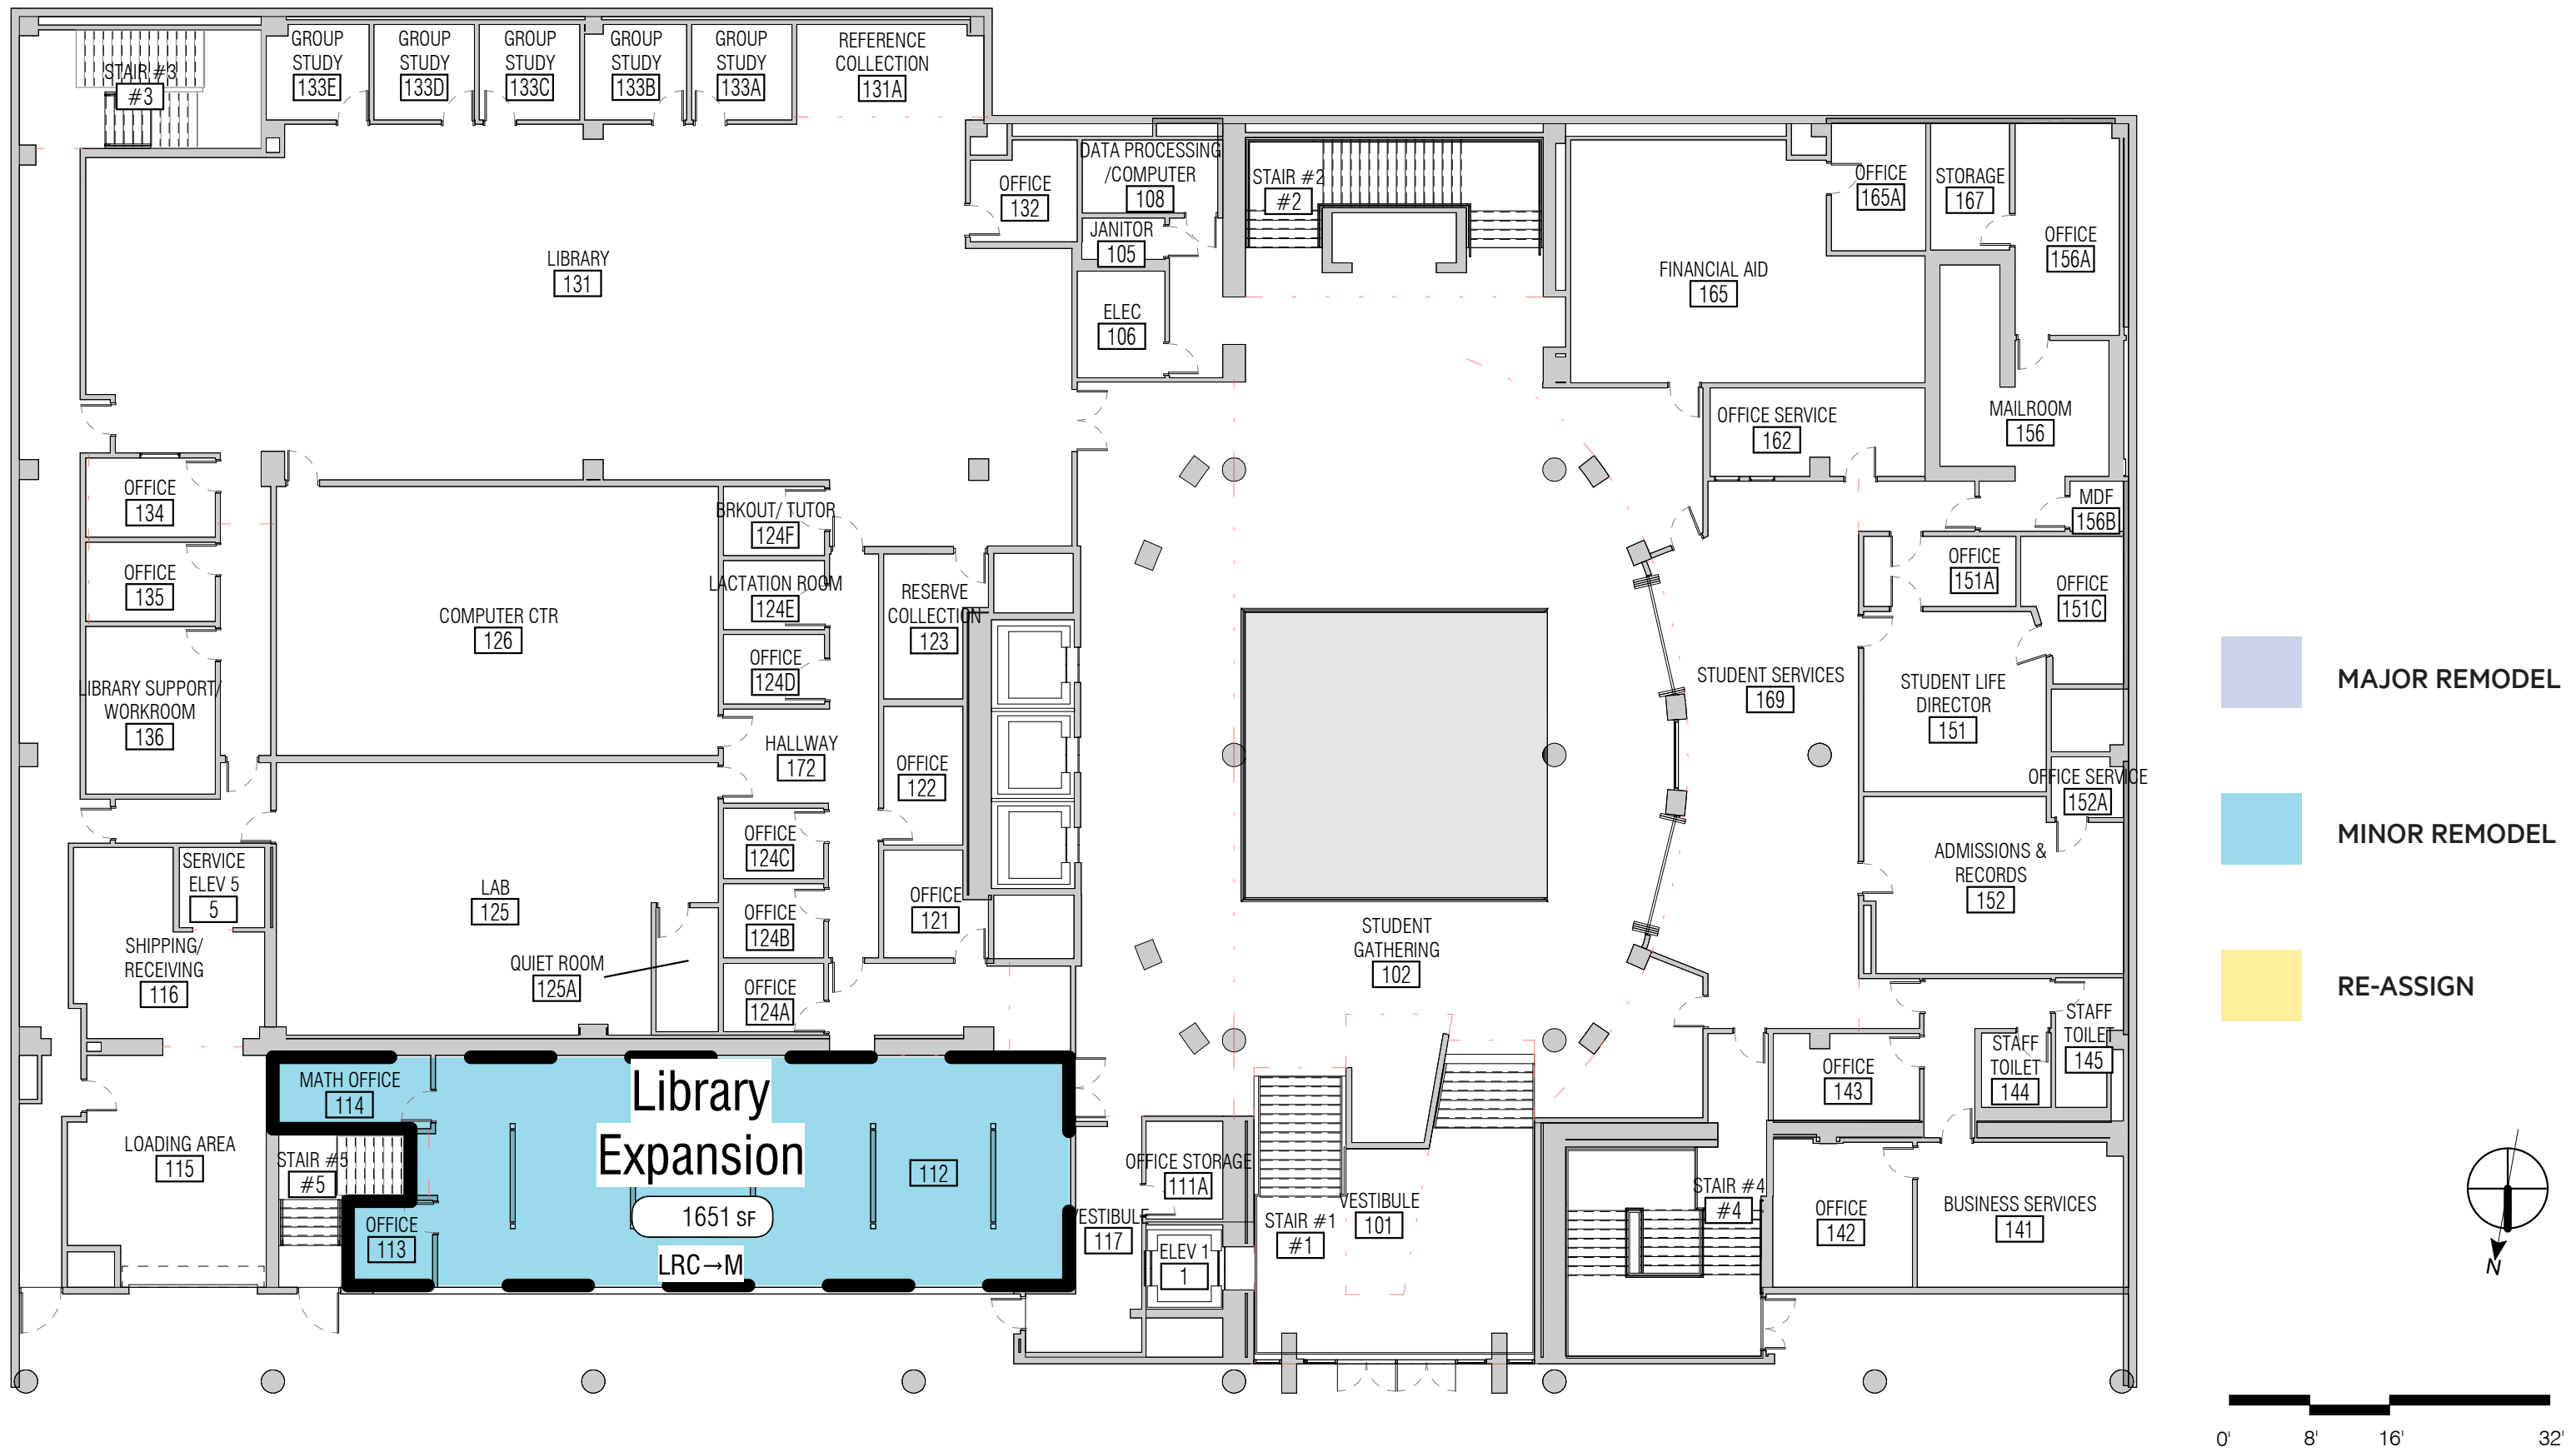 GROUP
STUDY
133E
GROUP
STUDY
133D
GROUP
STUDY
133C
GROUP
STUDY
133B
GROUP
STUDY
133A
REFERENCE
COLLECTION
131A
STAIR #3
#3
OFFICE
132
DATA PROCESSING
/COMPUTER
108
JANITOR
105
ELEC
106
STAIR #2
#2
OFFICE
165A
STORAGE
167
OFFICE
156A
LIBRARY
131
FINANCIAL AID
165
OFFICE SERVICE
162
MAILROOM
156
MDF
156B
OFFICE
134
OFFICE
135
LIBRARY SUPPORT/
WORKROOM
136
COMPUTER CTR
126
BRKOUT/ TUTOR
124F
LACTATION ROOM
124E
OFFICE
124D
RESERVE
COLLECTION
123
HALLWAY
172
OFFICE
122
OFFICE
124C
OFFICE
124B
OFFICE
124A
OFFICE
121
STUDENT SERVICES
169
OFFICE
151A
OFFICE
151C
STUDENT LIFE
DIRECTOR
151
OFFICE SERVICE
152A
ADMISSIONS &
RECORDS
152
SERVICE
ELEV 5
5
SHIPPING/
RECEIVING
116
LAB
125
QUIET ROOM
125A
STUDENT
GATHERING
102
STAFF
TOILET
145
STAFF
TOILET
144
OFFICE
143
MATH OFFICE
114
Library
Expansion
112
1651 SF
LRC→M
LOADING AREA
115
STAIR #5
#5
OFFICE
113
OFFICE STORAGE
111A
VESTIBULE
117
ELEV 1
1
STAIR #1
#1
VESTIBULE
101
STAIR #4
#4
OFFICE
142
BUSINESS SERVICES
141
MAJOR REMODEL
MINOR REMODEL
RE-ASSIGN
N
0' 8' 16' 32'